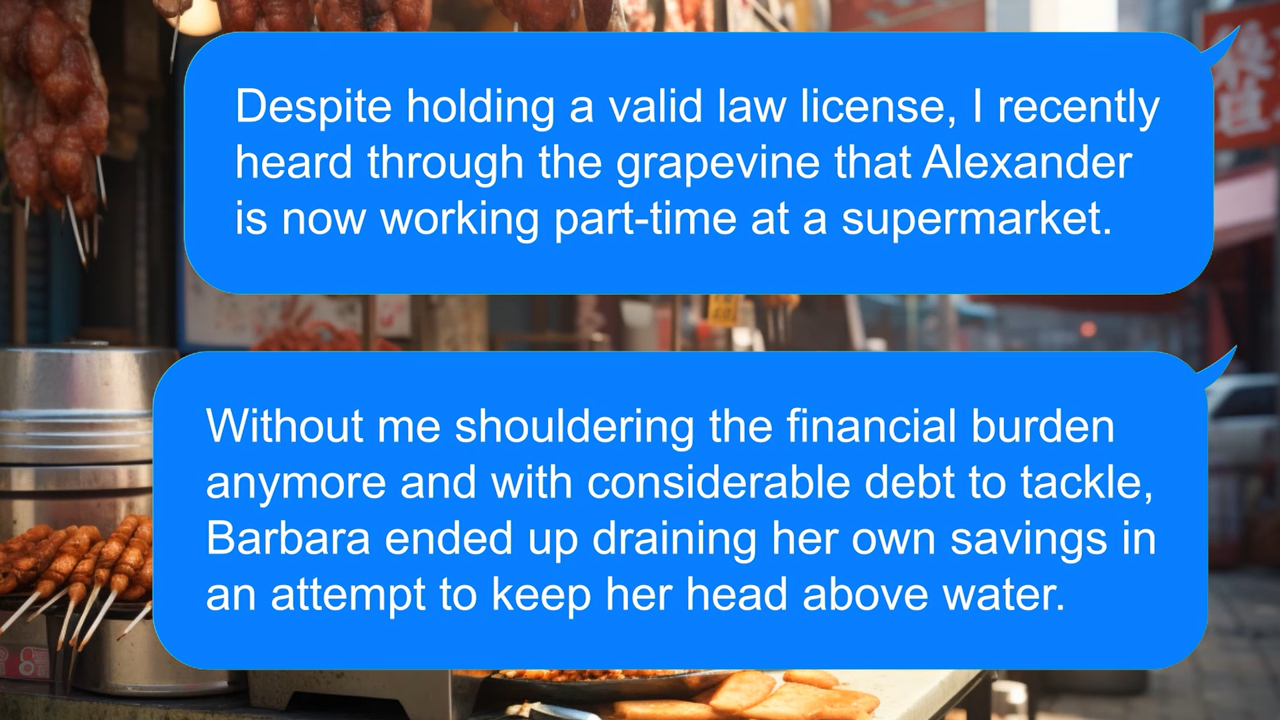 Despite holding a valid law license, I recently
heard through the grapevine that Alexander
is now working part-time at a supermarket.
Without me shouldering the financial burden
anymore and with considerable debt to tackle,
Barbara ended up draining her own savings in
an attempt to keep her head above water.